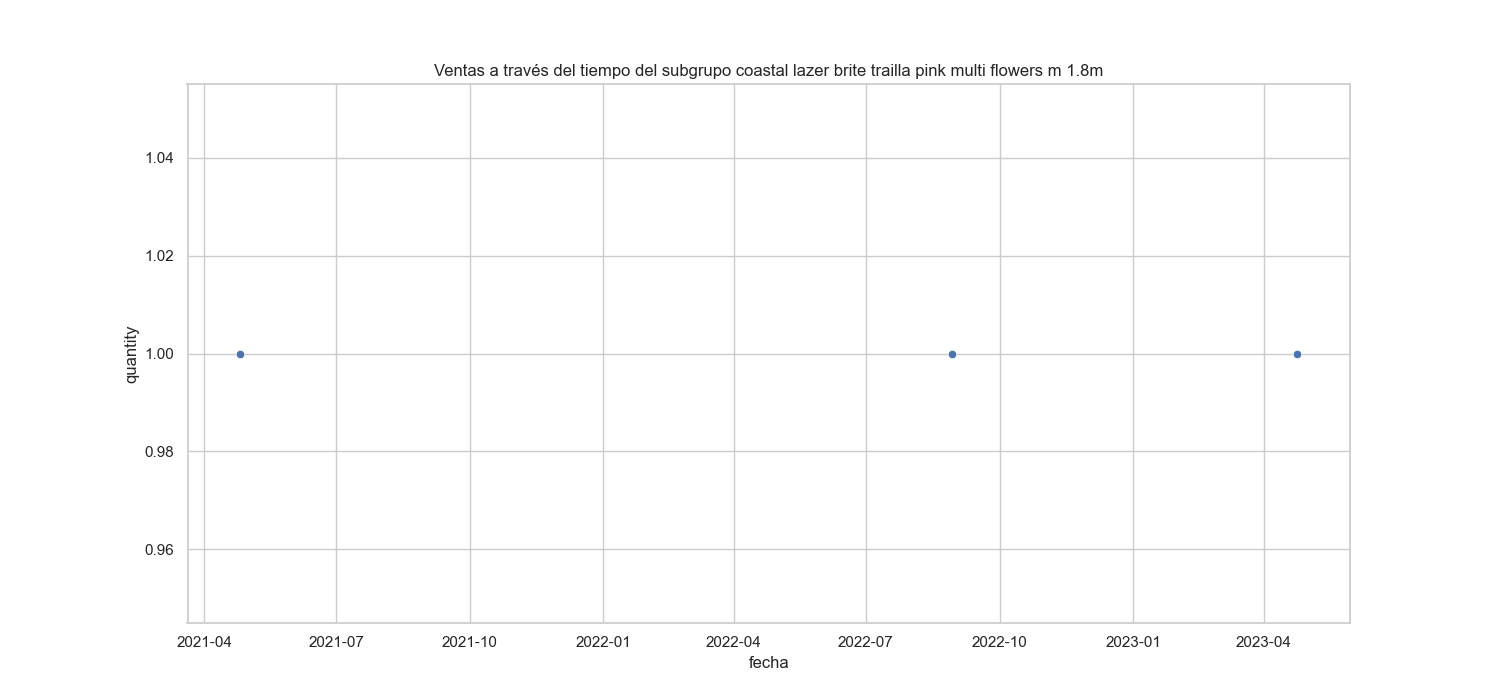 Ventas a través del tiempo del subgrupo coastal lazer brite trailla pink multi flowers m 1.8m
1.04
1.02
1.00
0.98
0.96
quantity
2021-04 2021-07 2021-10 2022-01 2022-04 2022-07 2022-10 2023-01 2023-04
fecha